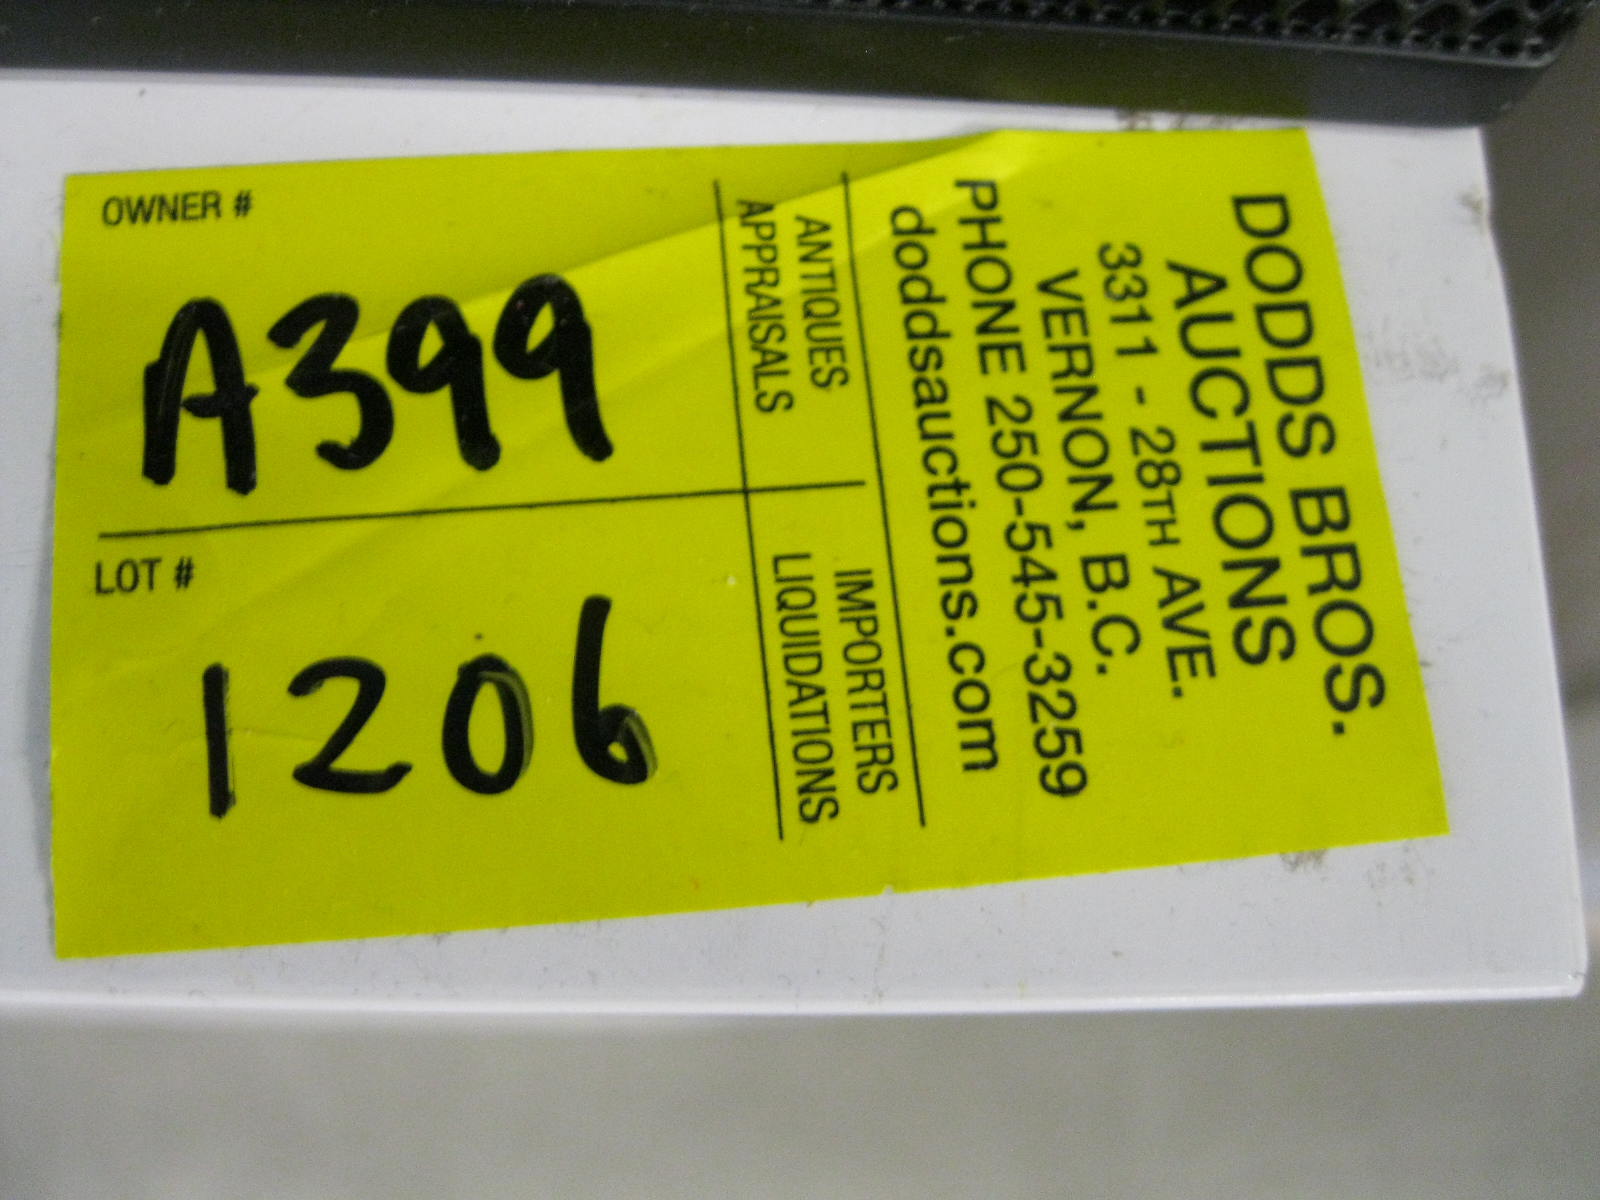 DODDS BROS.
AUCTIONS
3311 - 28TH AVE.
VERNON, B.C.
PHONE 250-545-3259
doddsauctions.com
ANTIQUES
APPRAISALS
IMPORTERS
LIQUIDATIONS
OWNER #
A399
LOT #
1206